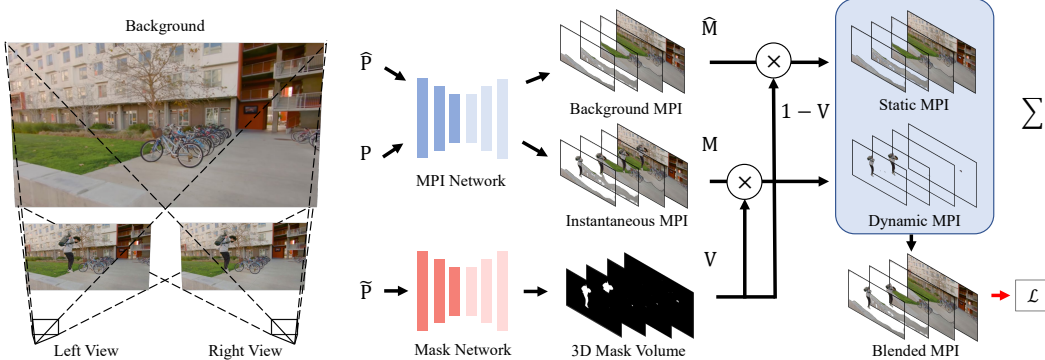 Background
P̂
P
MPI Network
P̃
Mask Network
Left View
Right View
Background MPI
Instantaneous MPI
3D Mask Volume
M̂
M
V
×
×
1 − V
Static MPI
Dynamic MPI
∑
Blended MPI
ℒ